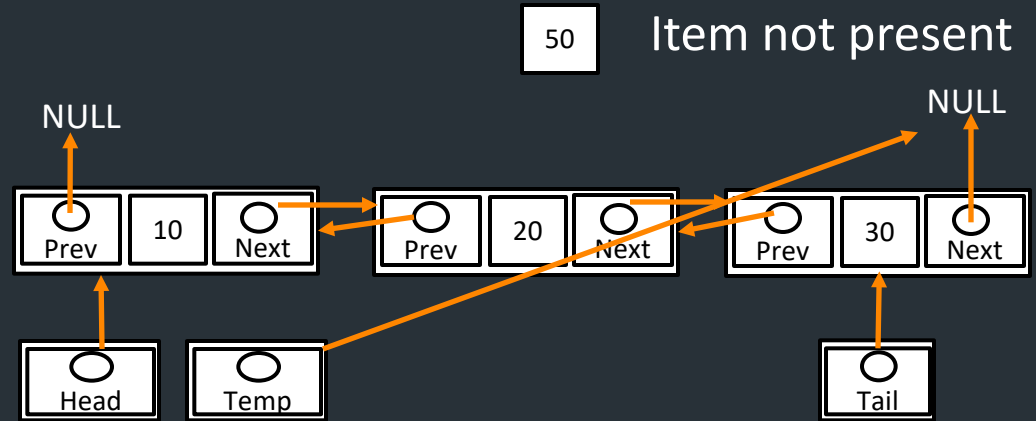 50
Item not present
NULL
NULL
Prev
10
Next
Prev
20
Next
Prev
30
Next
Head
Temp
Tail